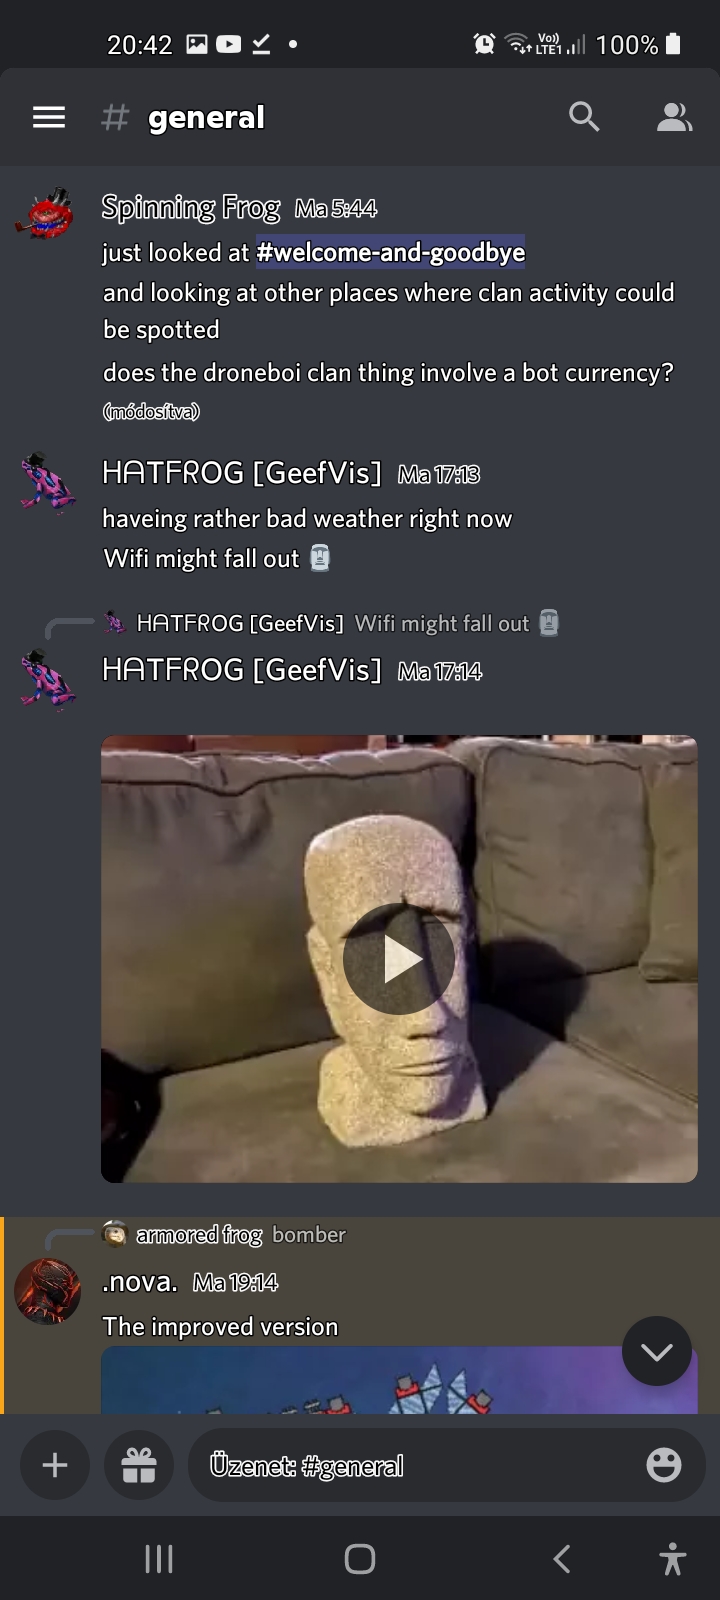 20:42 Vo)) LTE1 100%
# general
Spinning Frog Ma 5:44
just looked at #welcome-and-goodbye
and looking at other places where clan activity could
be spotted
does the droneboi clan thing involve a bot currency?
(módosítva)
HATFROG [GeefVis] Ma 17:13
haveing rather bad weather right now
Wifi might fall out 🗿
HATFROG [GeefVis] Wifi might fall out 🗿
HATFROG [GeefVis] Ma 17:14
armored frog bomber
.nova. Ma 19:14
The improved version
Üzenet: #general